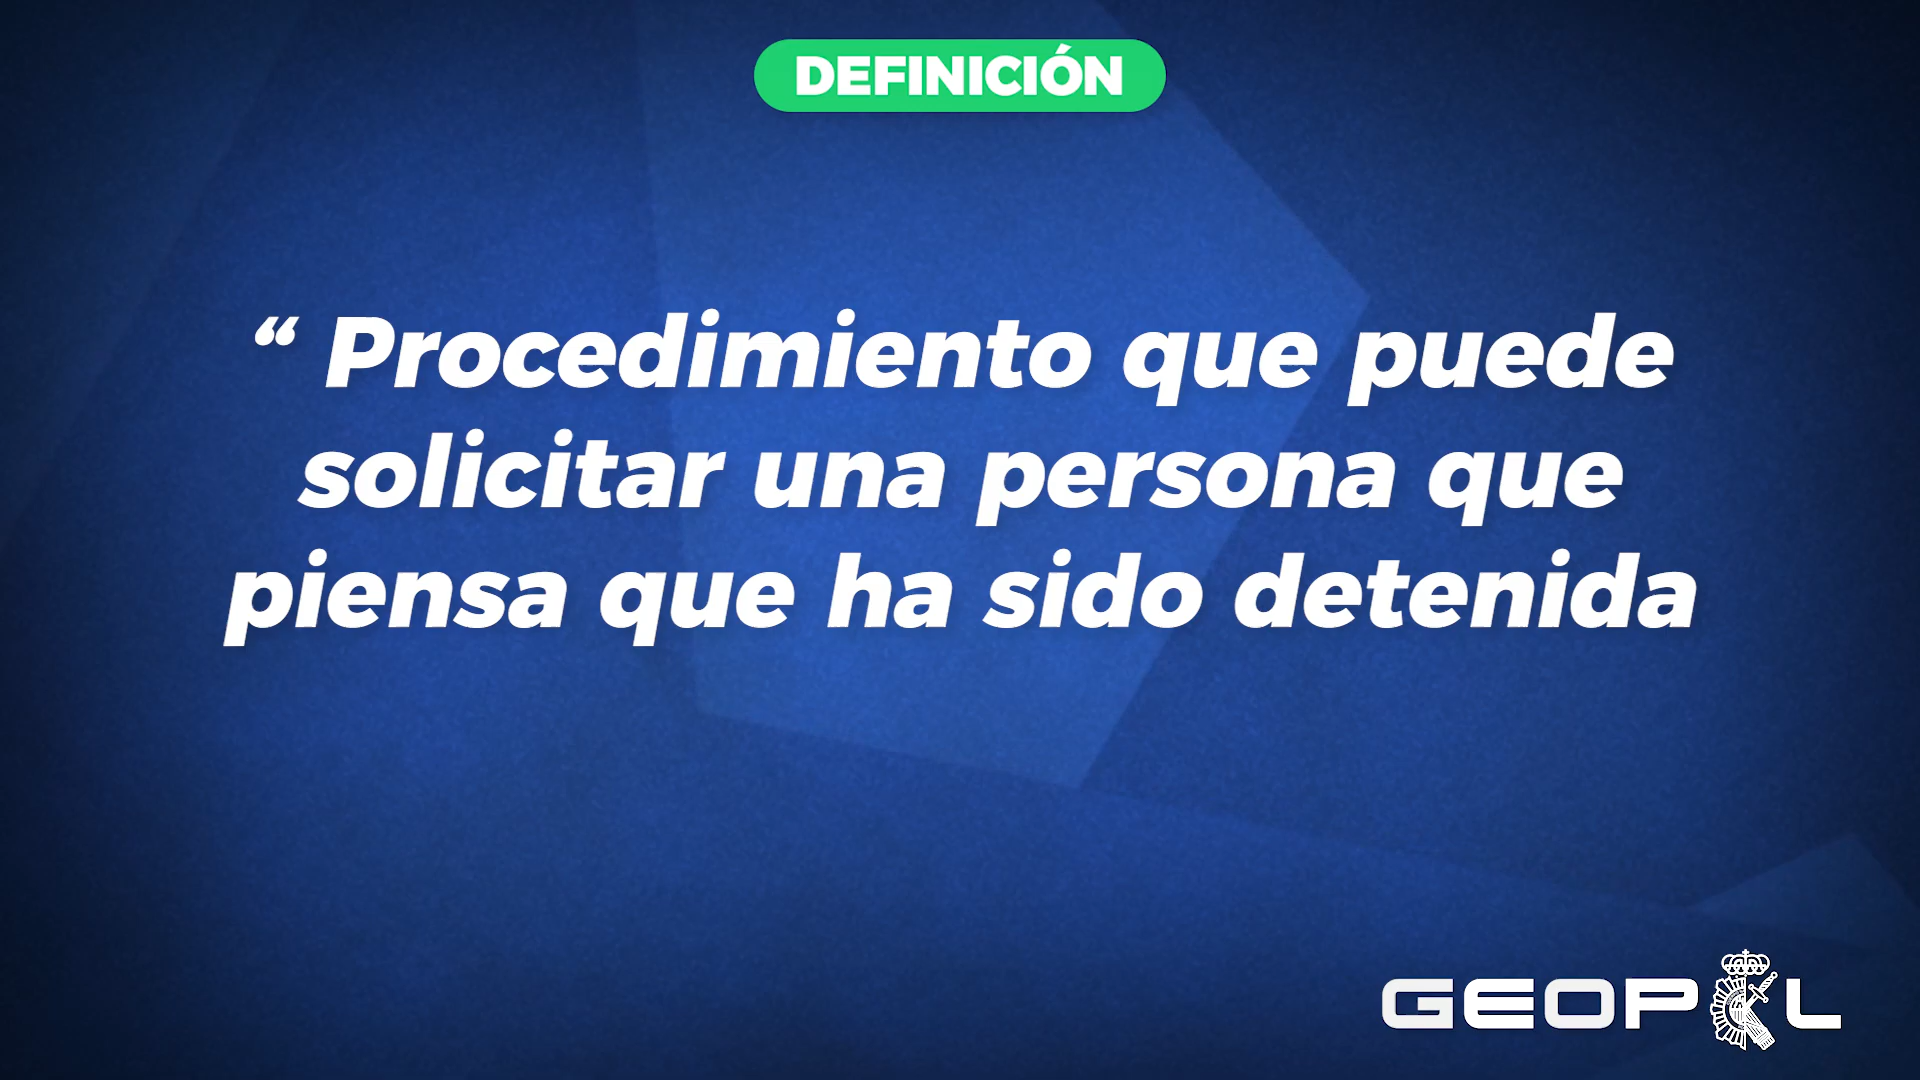 DEFINICIÓN
“ Procedimiento que puede
solicitar una persona que
piensa que ha sido detenida
GEOPOL